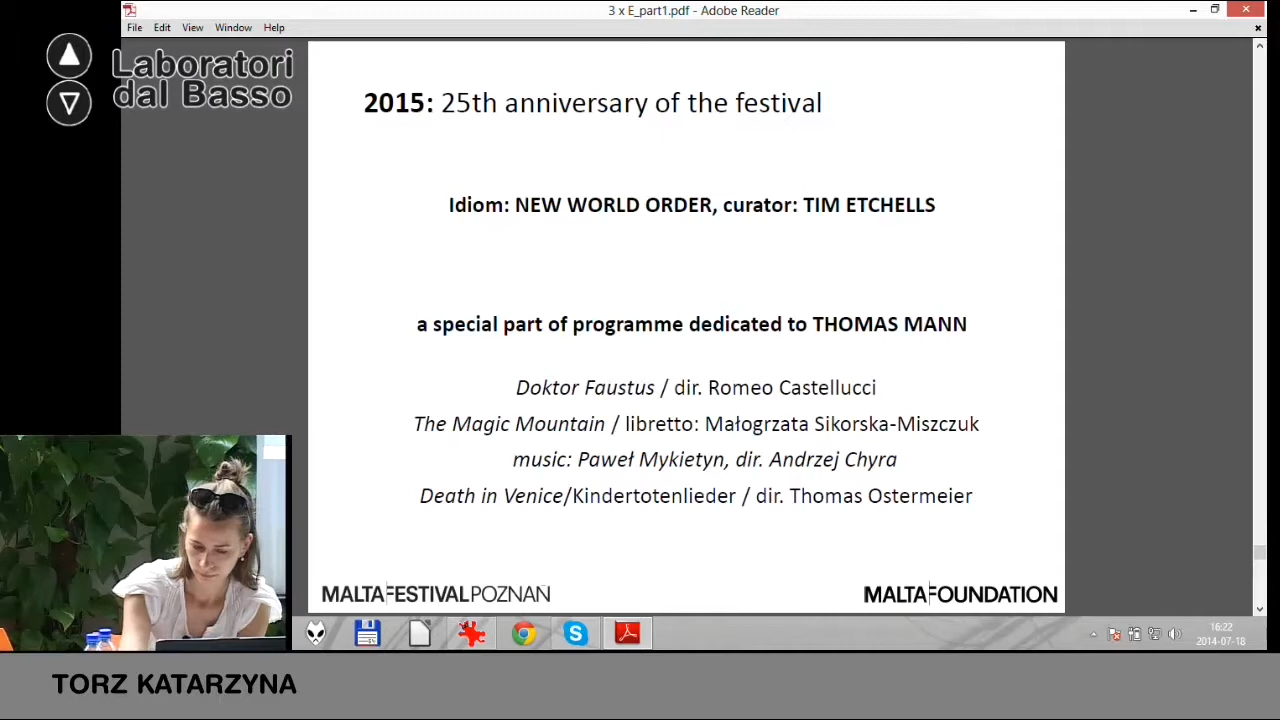 3 x E_part1.pdf - Adobe Reader
File Edit View Window Help
Laboratori
dal Basso
2015: 25th anniversary of the festival
Idiom: NEW WORLD ORDER, curator: TIM ETCHELLS
a special part of programme dedicated to THOMAS MANN
Doktor Faustus / dir. Romeo Castellucci
The Magic Mountain / libretto: Małogrzata Sikorska-Miszczuk
music: Paweł Mykietyn, dir. Andrzej Chyra
Death in Venice/Kindertotenlieder / dir. Thomas Ostermeier
MALTAFESTIVALPOZNAŃ
MALTAFOUNDATION
16:22
2014-07-18
TORZ KATARZYNA